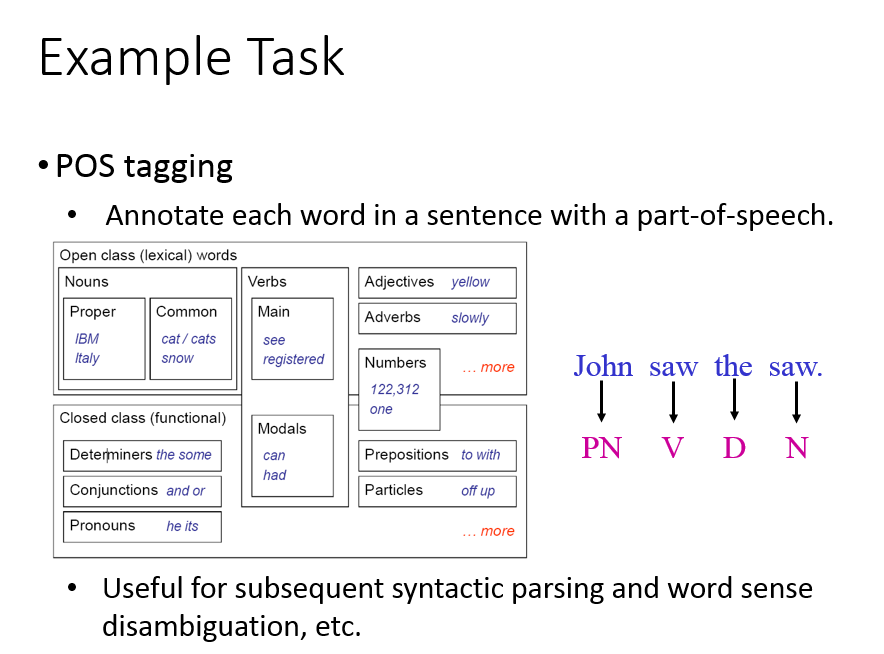 Example Task
• POS tagging
• Annotate each word in a sentence with a part-of-speech.
Open class (lexical) words
Nouns
Proper
IBM
Italy
Common
cat / cats
snow
Verbs
Main
see
registered
Adjectives yellow
Adverbs slowly
Numbers
122,312
one
... more
Closed class (functional)
Determiners the some
Conjunctions and or
Pronouns he its
Modals
can
had
Prepositions to with
Particles off up
... more
John saw the saw.
PN V D N
• Useful for subsequent syntactic parsing and word sense
disambiguation, etc.